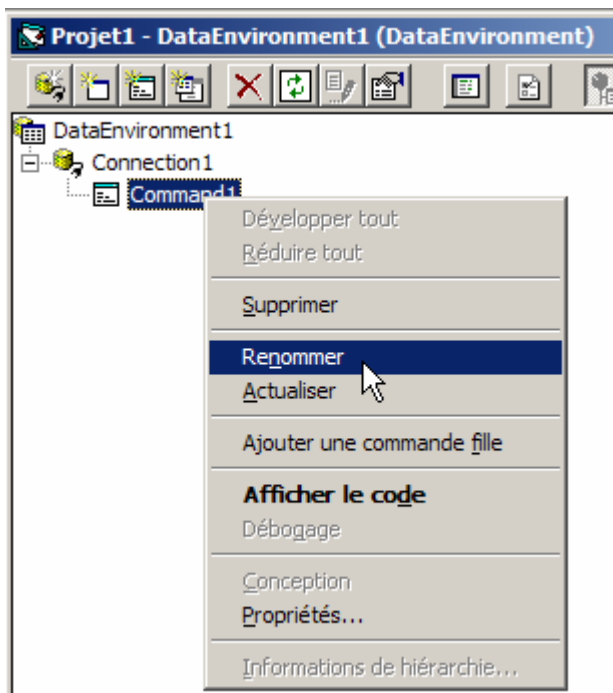 Projet1 - DataEnvironment1 (DataEnvironment)
DataEnvironment1
Connection1
Command1
Développer tout
Réduire tout
Supprimer
Renommer
Actualiser
Ajouter une commande fille
Afficher le code
Débogage
Conception
Propriétés...
Informations de hiérarchie...